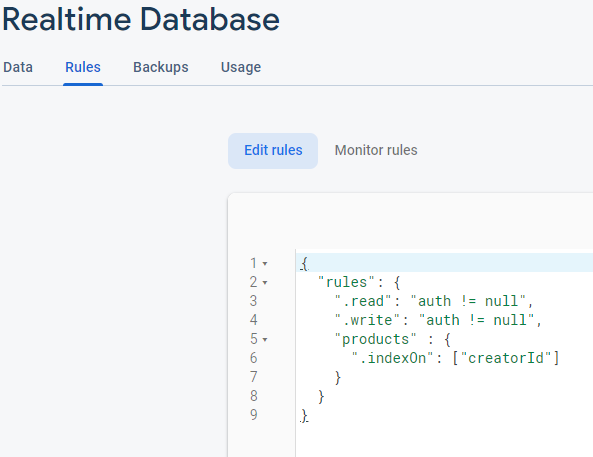 Realtime Database
Data Rules Backups Usage
Edit rules Monitor rules
1 {
2 "rules": {
3 ".read": "auth != null",
4 ".write": "auth != null",
5 "products" : {
6 ".indexOn": ["creatorId"]
7 }
8 }
9 }